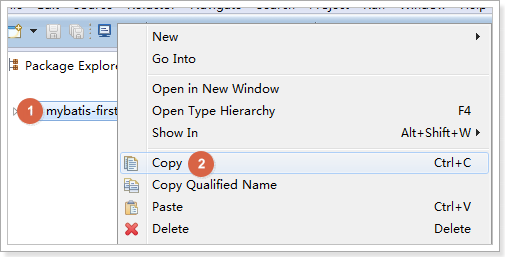 New
Go Into
Package Explore
Open in New Window
1 mybatis-first
Open Type Hierarchy F4
Show In Alt+Shift+W
Copy 2 Ctrl+C
Copy Qualified Name
Paste Ctrl+V
Delete Delete